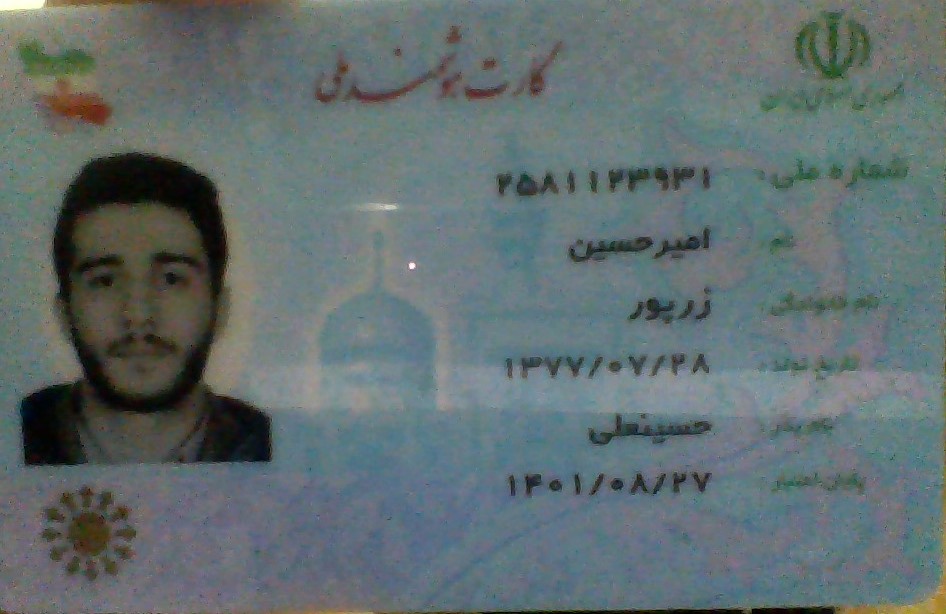 کارت هوشمند ملی
جمهوری اسلامی ایران
شماره ملی: ۲۵۸۱۱۲۳۹۳۱
نام: امیرحسین
نام خانوادگی: زرپور
تاریخ تولد: ۱۳۷۷/۰۷/۲۸
نام پدر: حسینعلی
پایان اعتبار: ۱۴۰۱/۰۸/۲۷